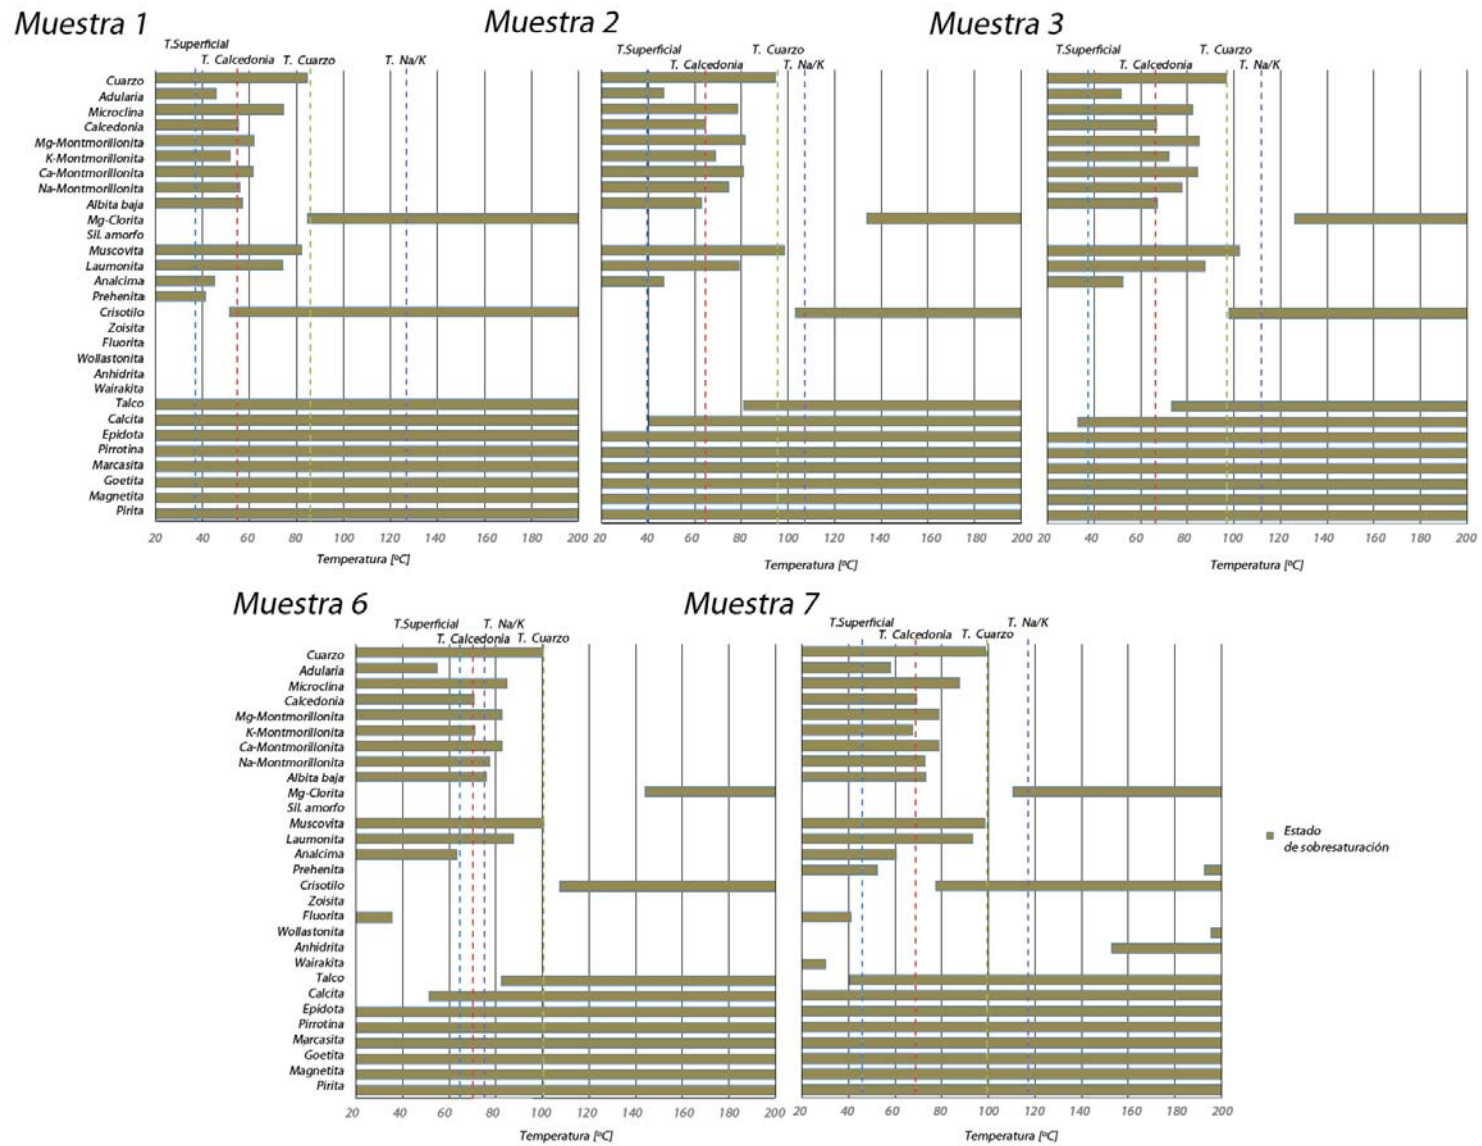 Muestra 1
Muestra 2
Muestra 3
T.Superficial
T. Calcedonia
T. Cuarzo
T. Na/K
T.Superficial
T. Calcedonia
T. Cuarzo
T. Na/K
T.Superficial
T. Calcedonia
T. Cuarzo
T. Na/K
Cuarzo
Adularia
Microclina
Calcedonia
Mg-Montmorillonita
K-Montmorillonita
Ca-Montmorillonita
Na-Montmorillonita
Albita baja
Mg-Clorita
Sil. amorfo
Muscovita
Laumonita
Analcima
Prehenita
Crisotilo
Zoisita
Fluorita
Wollastonita
Anhidrita
Wairakita
Talco
Calcita
Epidota
Pirrotina
Marcasita
Goetita
Magnetita
Pirita
20 40 60 80 100 120 140 160 180 200
20 40 60 80 100 120 140 160 180 200
20 40 60 80 100 120 140 160 180 200
Temperatura [ºC]
Temperatura [ºC]
Temperatura [ºC]
Muestra 6
Muestra 7
T.Superficial
T. Na/K
T. Calcedonia
T. Cuarzo
T.Superficial
T. Na/K
T. Calcedonia
T. Cuarzo
Cuarzo
Adularia
Microclina
Calcedonia
Mg-Montmorillonita
K-Montmorillonita
Ca-Montmorillonita
Na-Montmorillonita
Albita baja
Mg-Clorita
Sil. amorfo
Muscovita
Laumonita
Analcima
Prehenita
Crisotilo
Zoisita
Fluorita
Wollastonita
Anhidrita
Wairakita
Talco
Calcita
Epidota
Pirrotina
Marcasita
Goetita
Magnetita
Pirita
Estado
de sobresaturación
20 40 60 80 100 120 140 160 180 200
20 40 60 80 100 120 140 160 180 200
Temperatura [ºC]
Temperatura [ºC]